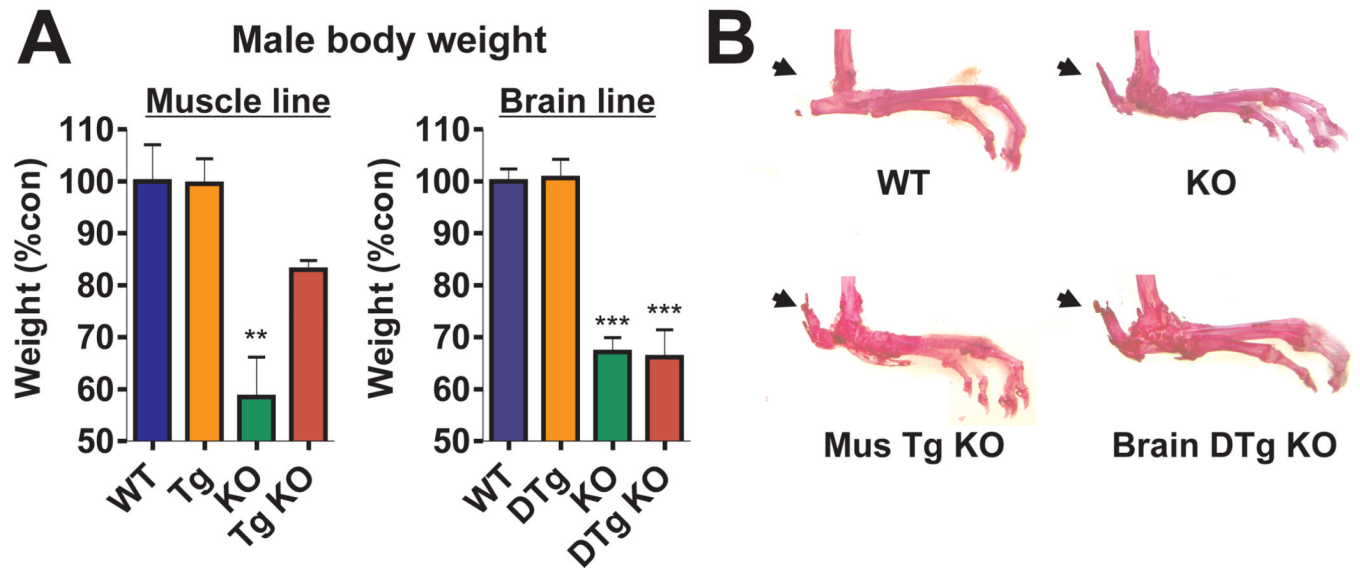 A
Male body weight
Muscle line
Weight (%con)
110
100
90
80
70
60
50
**
WT
Tg
KO
Tg KO
Brain line
Weight (%con)
110
100
90
80
70
60
50
***
***
WT
DTg
KO
DTg KO
B
WT
KO
Mus Tg KO
Brain DTg KO